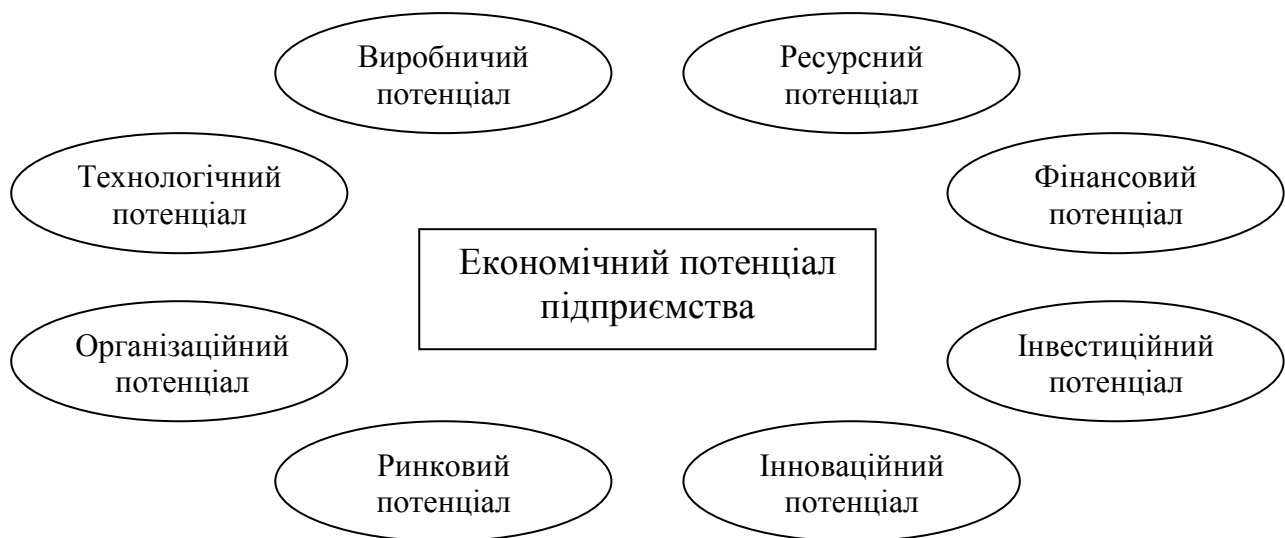 Виробничий
потенціал
Ресурсний
потенціал
Технологічний
потенціал
Фінансовий
потенціал
Економічний потенціал
підприємства
Організаційний
потенціал
Інвестиційний
потенціал
Ринковий
потенціал
Інноваційний
потенціал